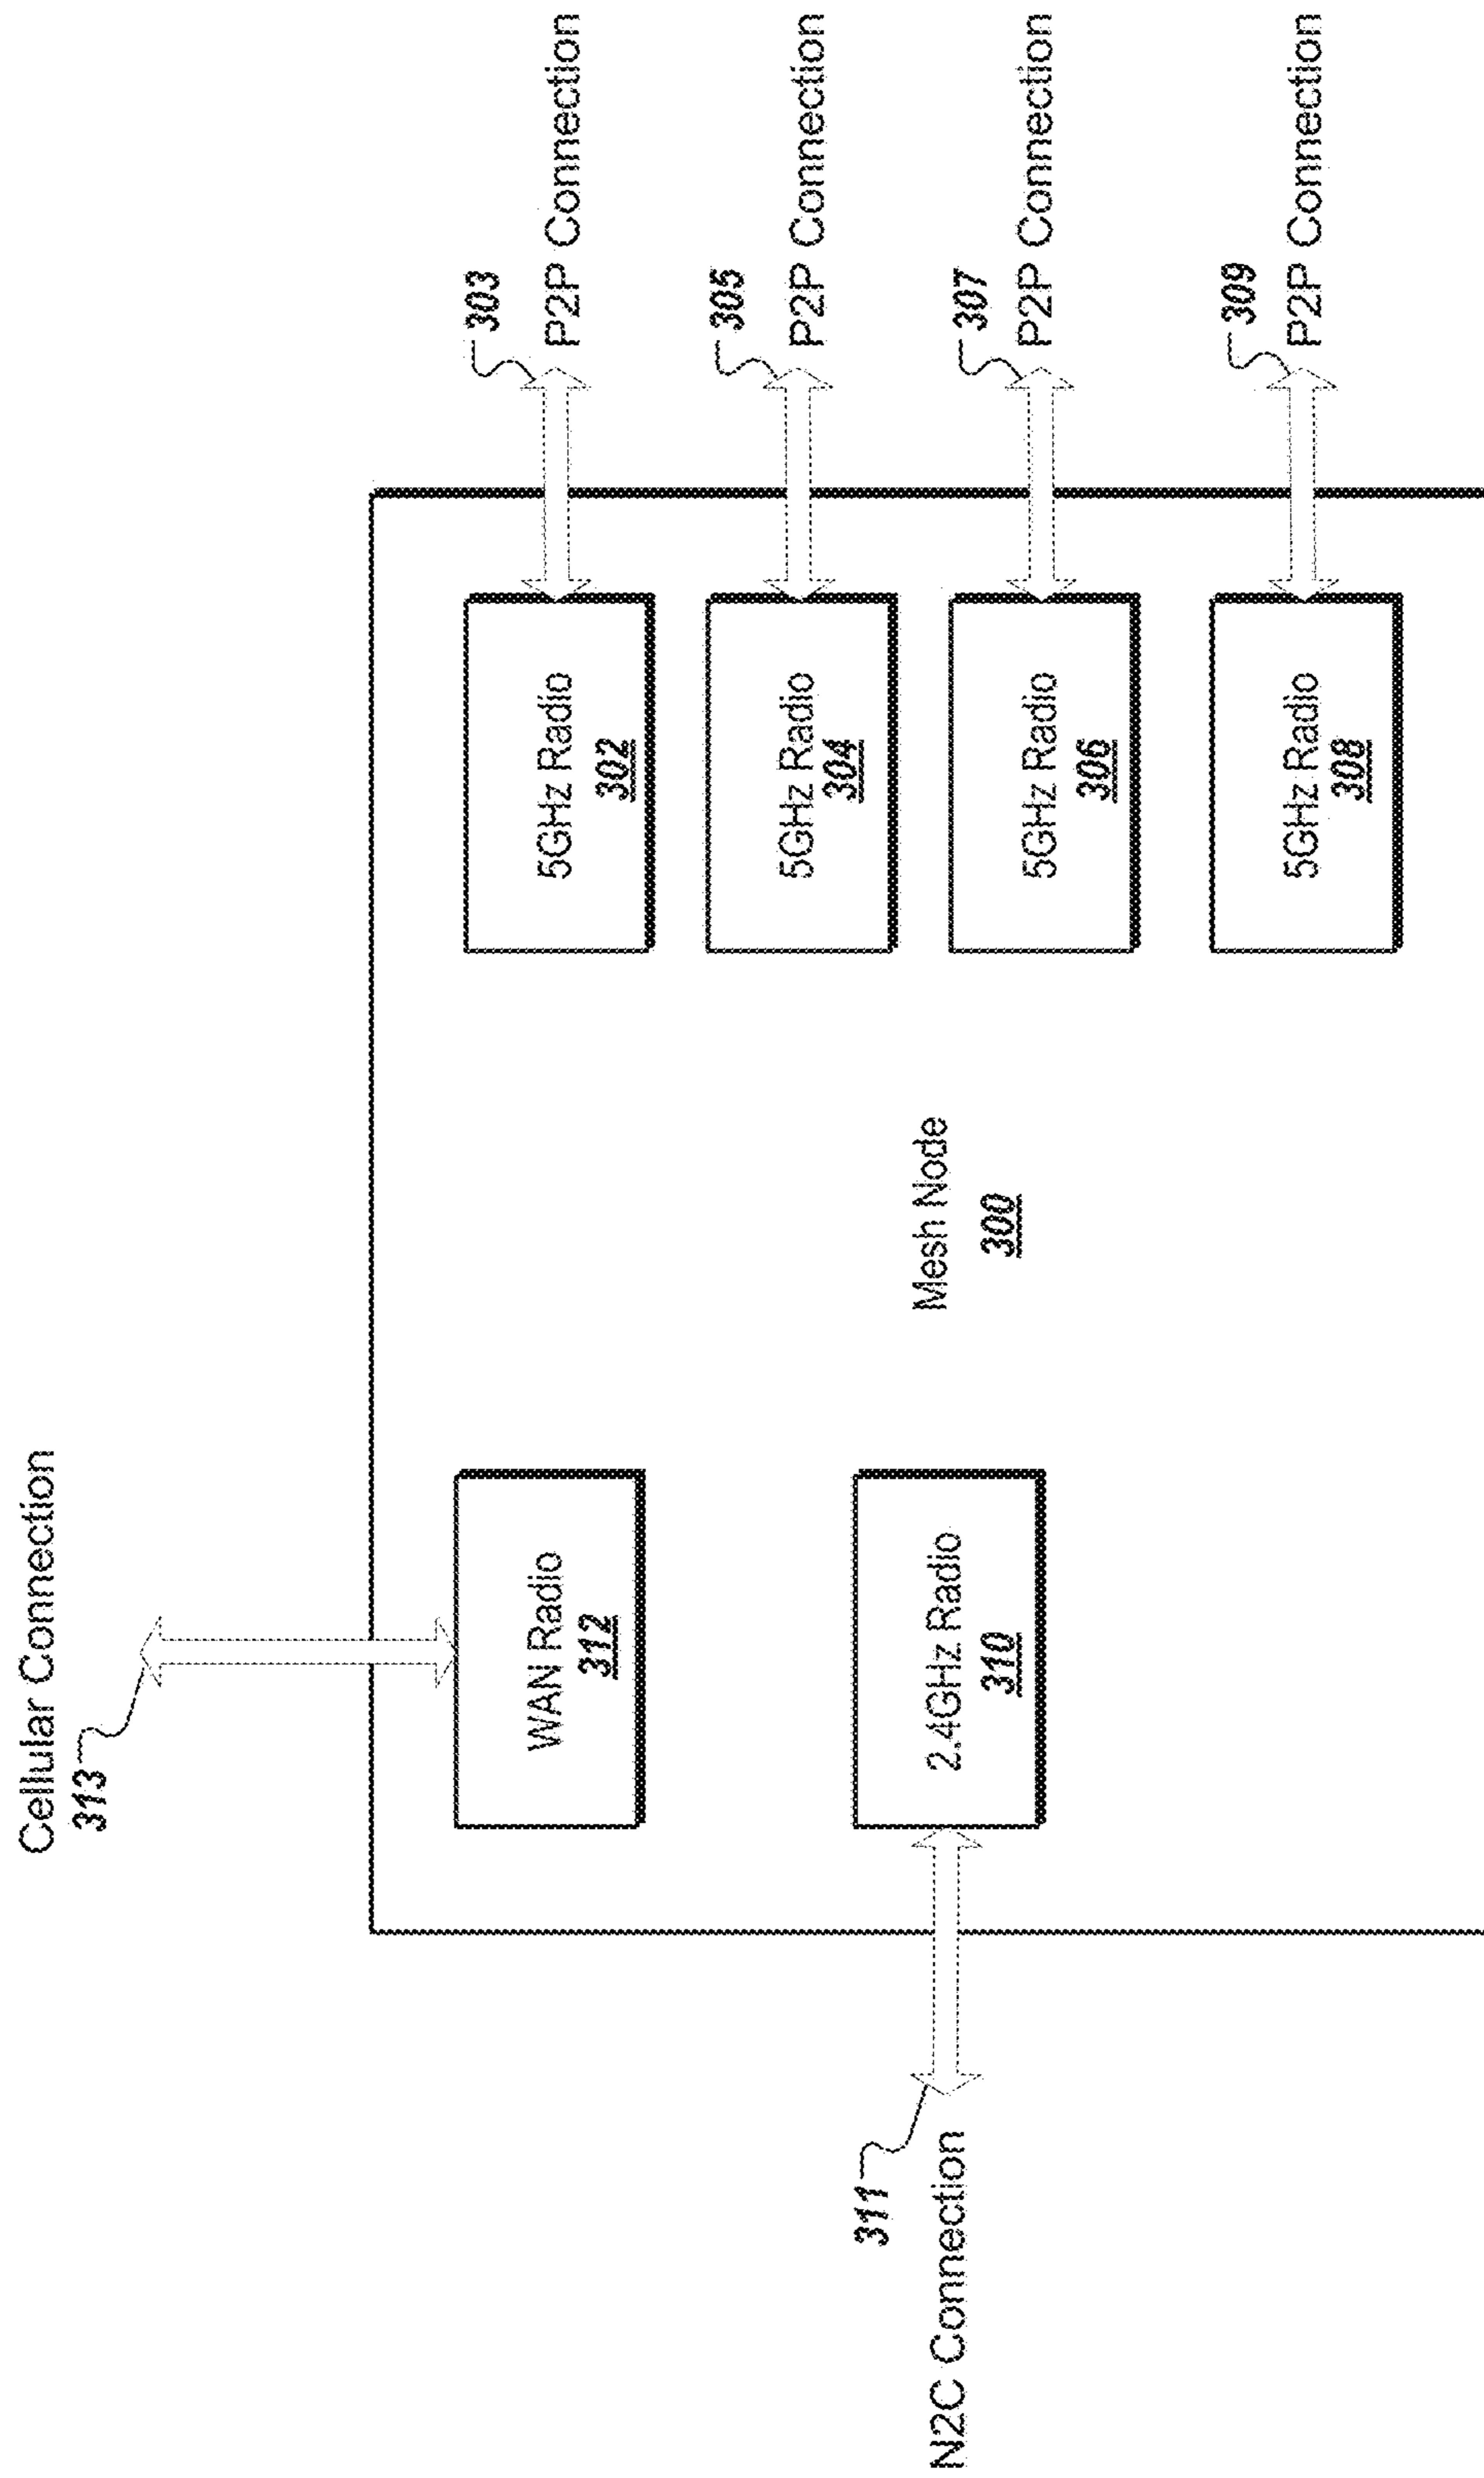 Cellular Connection
313
WAN Radio
312
5GHz Radio
302
303
P2P Connection
5GHz Radio
304
305
P2P Connection
Mesh Node
300
2.4GHz Radio
310
311
N2C Connection
5GHz Radio
306
307
P2P Connection
5GHz Radio
308
309
P2P Connection